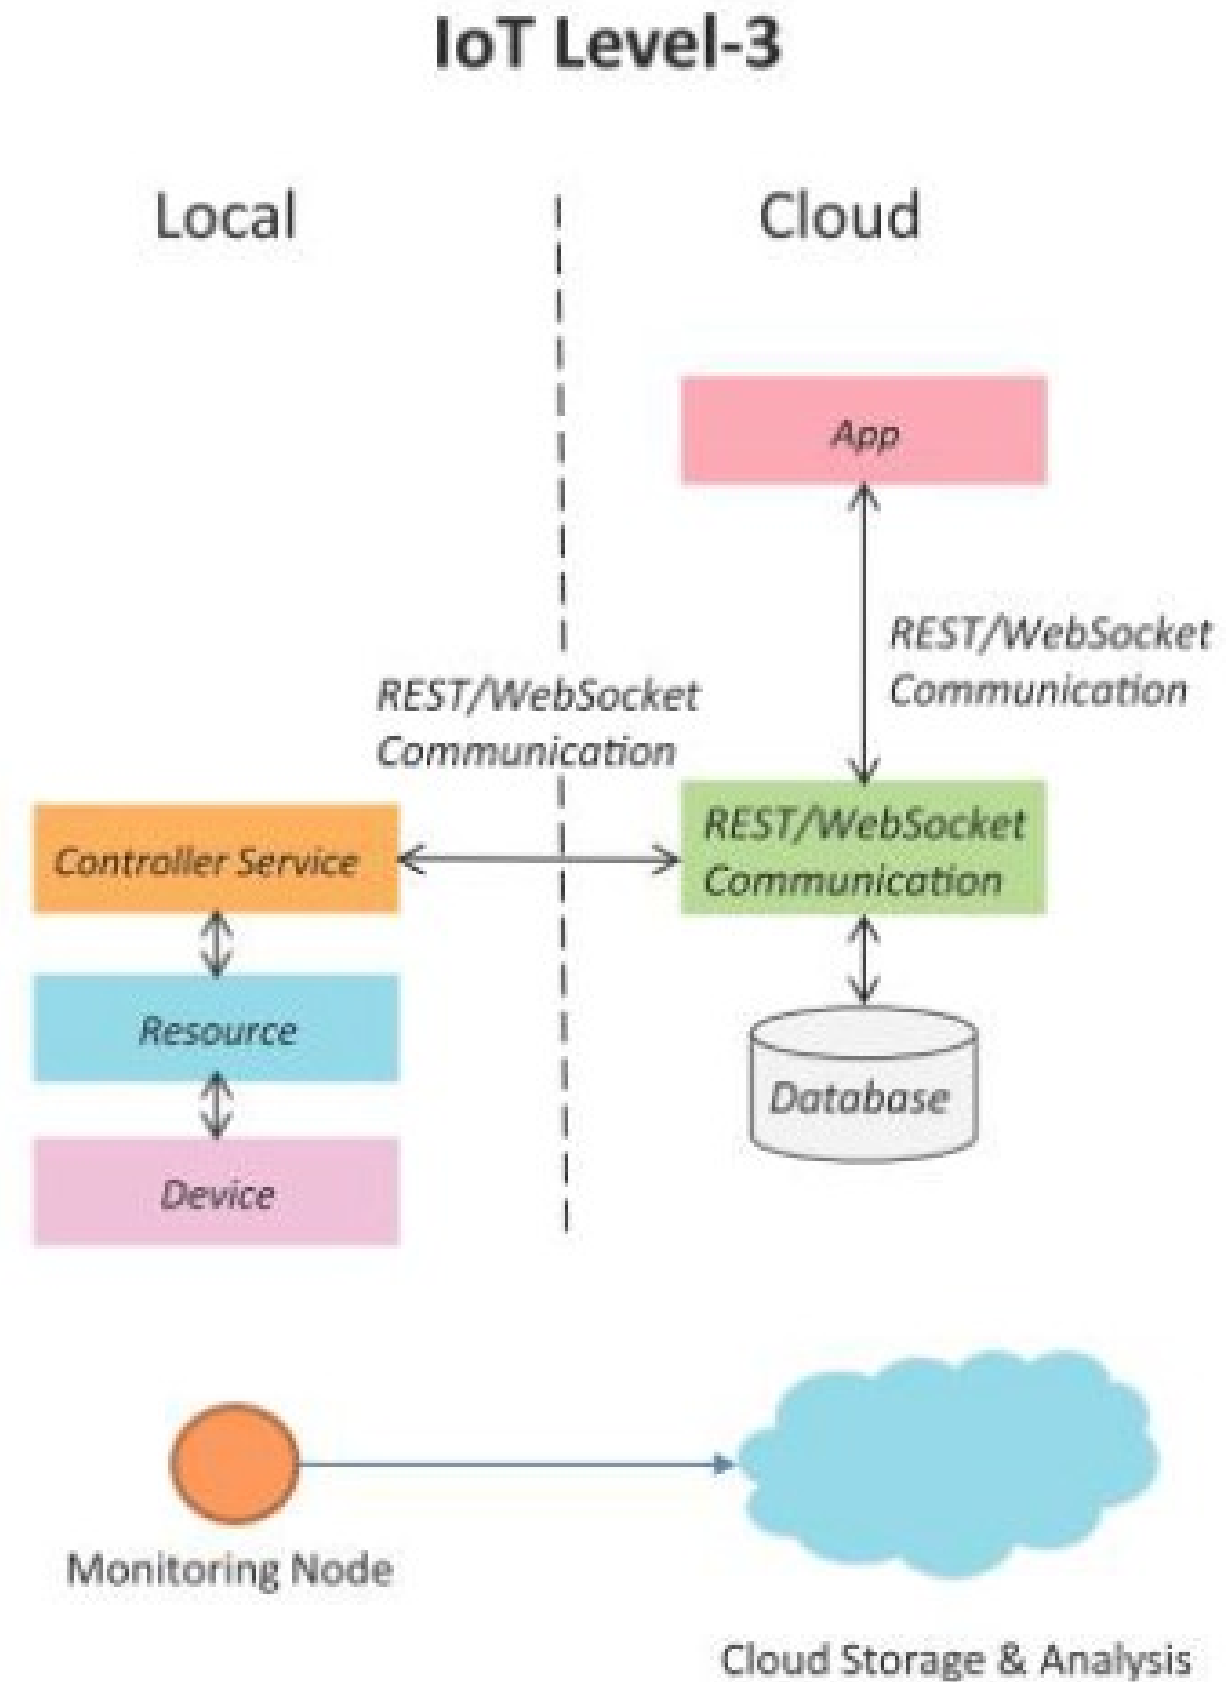 IoT Level-3
Local
Cloud
App
REST/WebSocket
Communication
REST/WebSocket
Communication
Controller Service
REST/WebSocket
Communication
Resource
Database
Device
Monitoring Node
Cloud Storage & Analysis